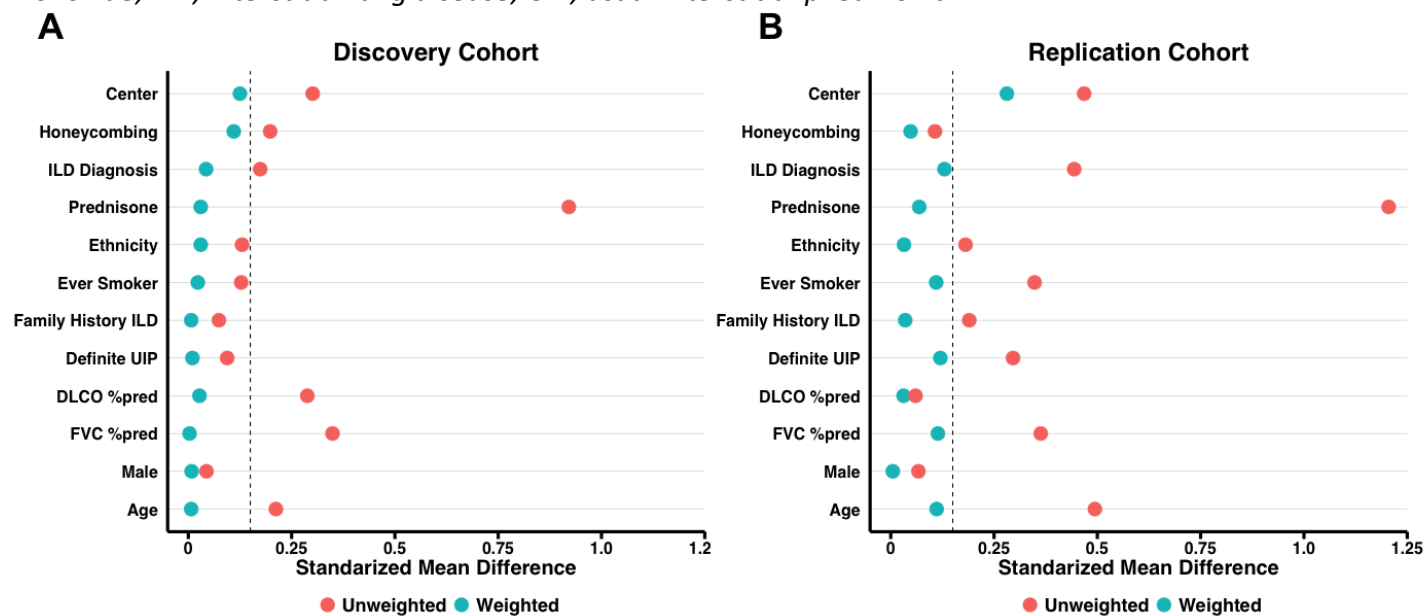 A
Discovery Cohort
Center
Honeycombing
ILD Diagnosis
Prednisone
Ethnicity
Ever Smoker
Family History ILD
Definite UIP
DLCO %pred
FVC %pred
Male
Age
0 0.25 0.5 0.75 1.0 1.2
Standarized Mean Difference
Unweighted Weighted
B
Replication Cohort
Center
Honeycombing
ILD Diagnosis
Prednisone
Ethnicity
Ever Smoker
Family History ILD
Definite UIP
DLCO %pred
FVC %pred
Male
Age
0 0.25 0.5 0.75 1.0 1.25
Standarized Mean Difference
Unweighted Weighted